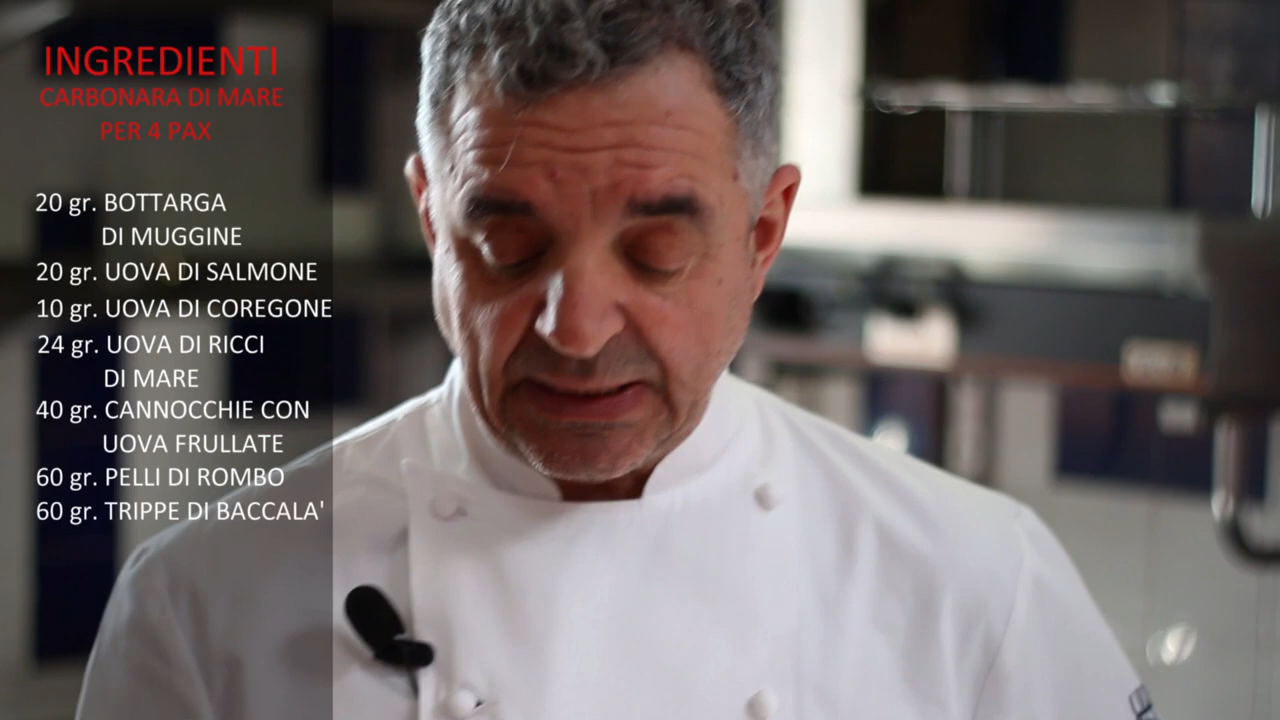 INGREDIENTI
CARBONARA DI MARE
PER 4 PAX
20 gr. BOTTARGA
DI MUGGINE
20 gr. UOVA DI SALMONE
10 gr. UOVA DI COREGONE
24 gr. UOVA DI RICCI
DI MARE
40 gr. CANNOCCHIE CON
UOVA FRULLATE
60 gr. PELLI DI ROMBO
60 gr. TRIPPE DI BACCALA'